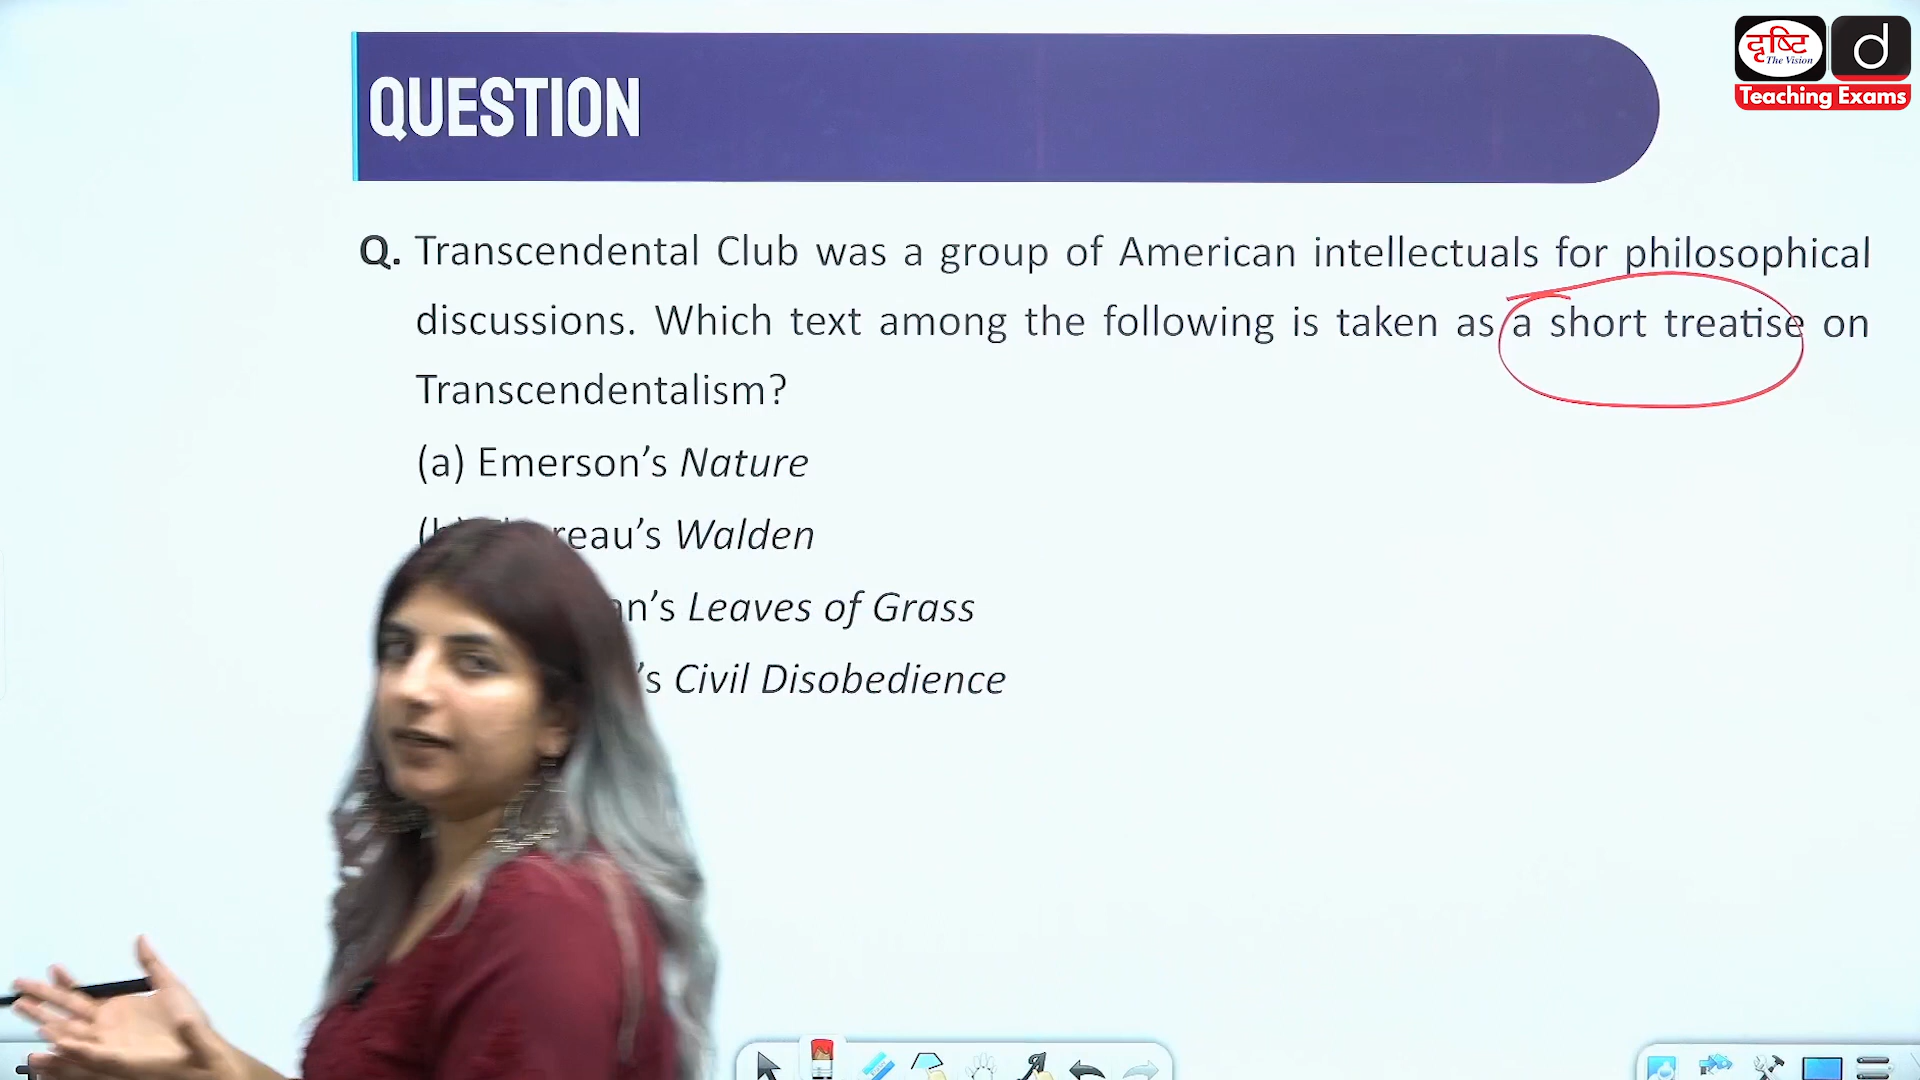 दृष्टि
The Vision
d
Teaching Exams
QUESTION
Q. Transcendental Club was a group of American intellectuals for philosophical
discussions. Which text among the following is taken as a short treatise on
Transcendentalism?
(a) Emerson’s Nature
Walden
Leaves of Grass
Civil Disobedience